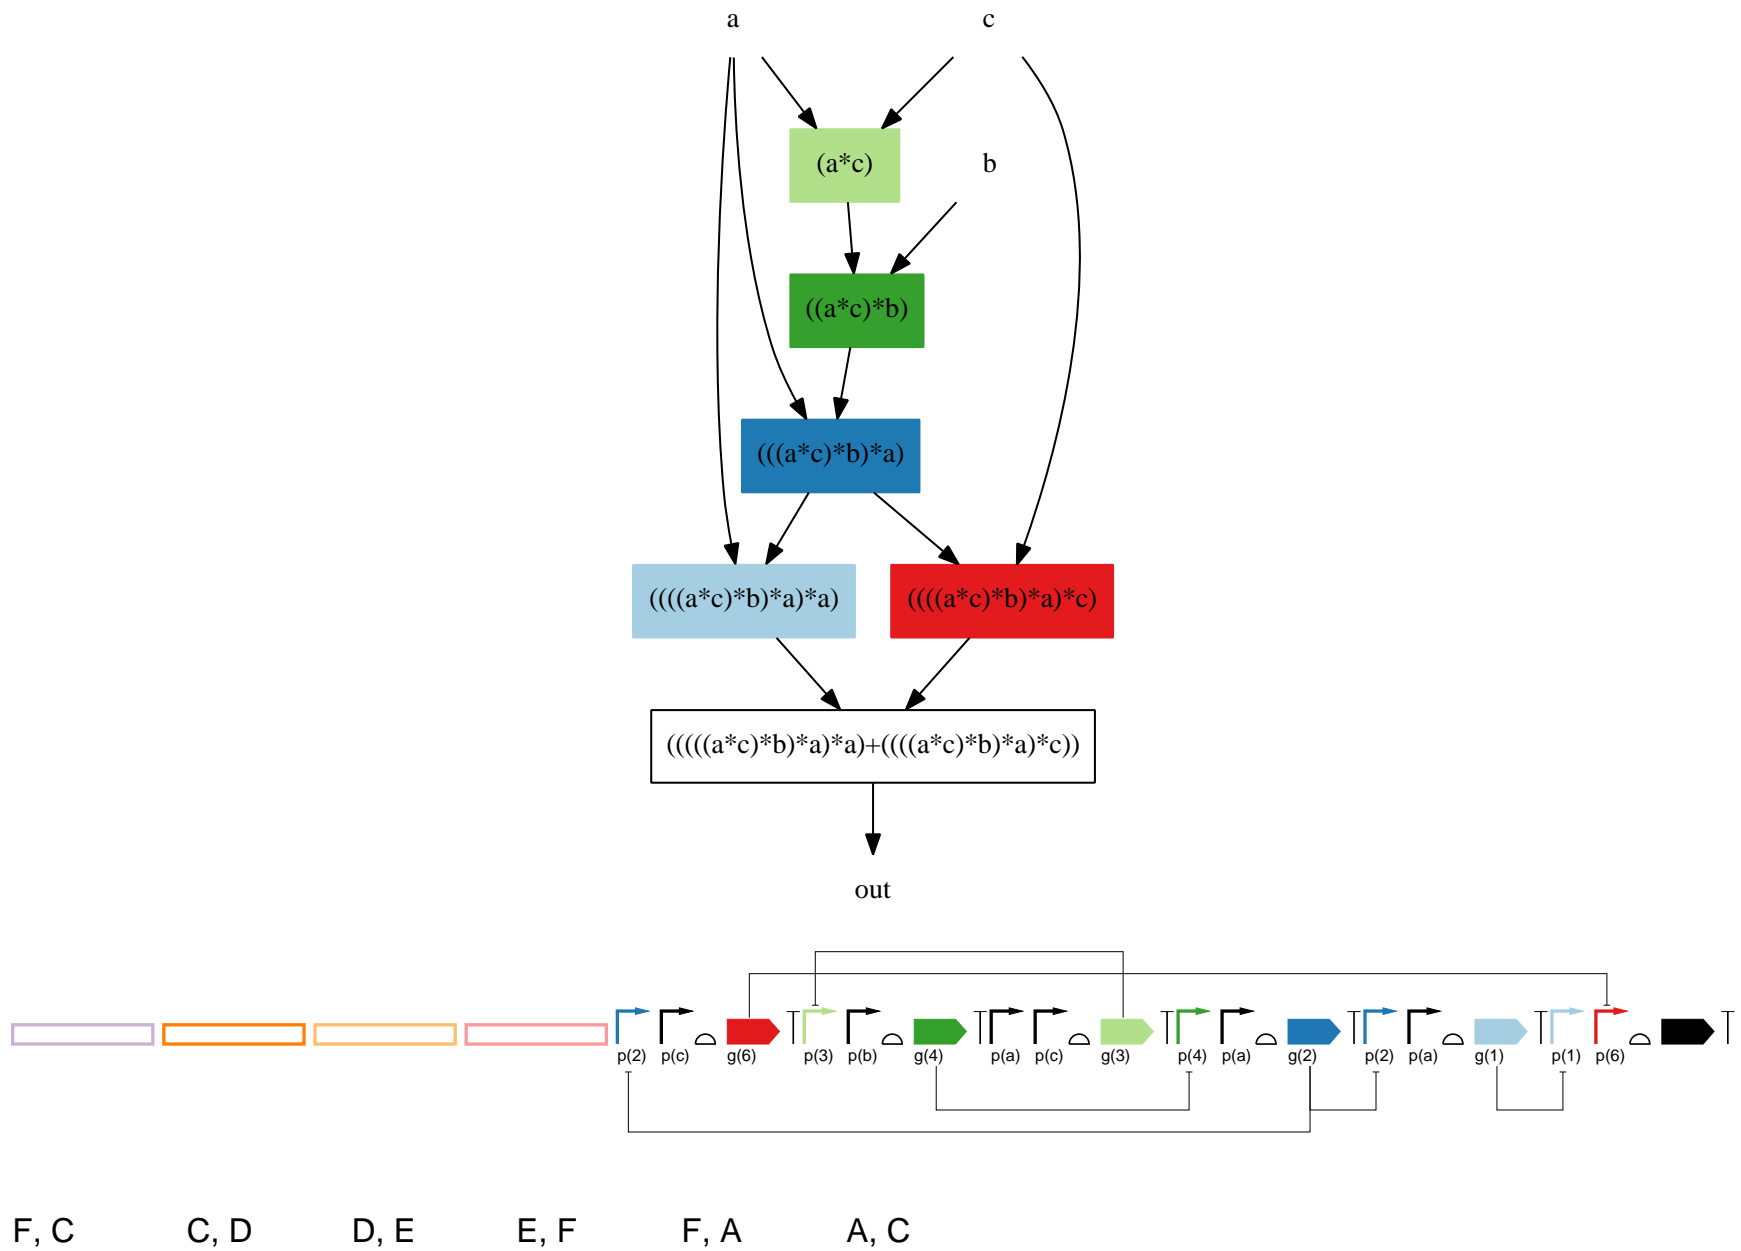 a c
(a*c) b
((a*c)*b)
(((a*c)*b)*a)
((((a*c)*b)*a)*a) ((((a*c)*b)*a)*c)
(((((a*c)*b)*a)*a)+((((a*c)*b)*a)*c))
out
p(2) p(c) g(6) p(3) p(b) g(4) p(a) p(c) g(3) p(4) p(a) g(2) p(2) p(a) g(1) p(1) p(6)
F, C C, D D, E E, F F, A A, C